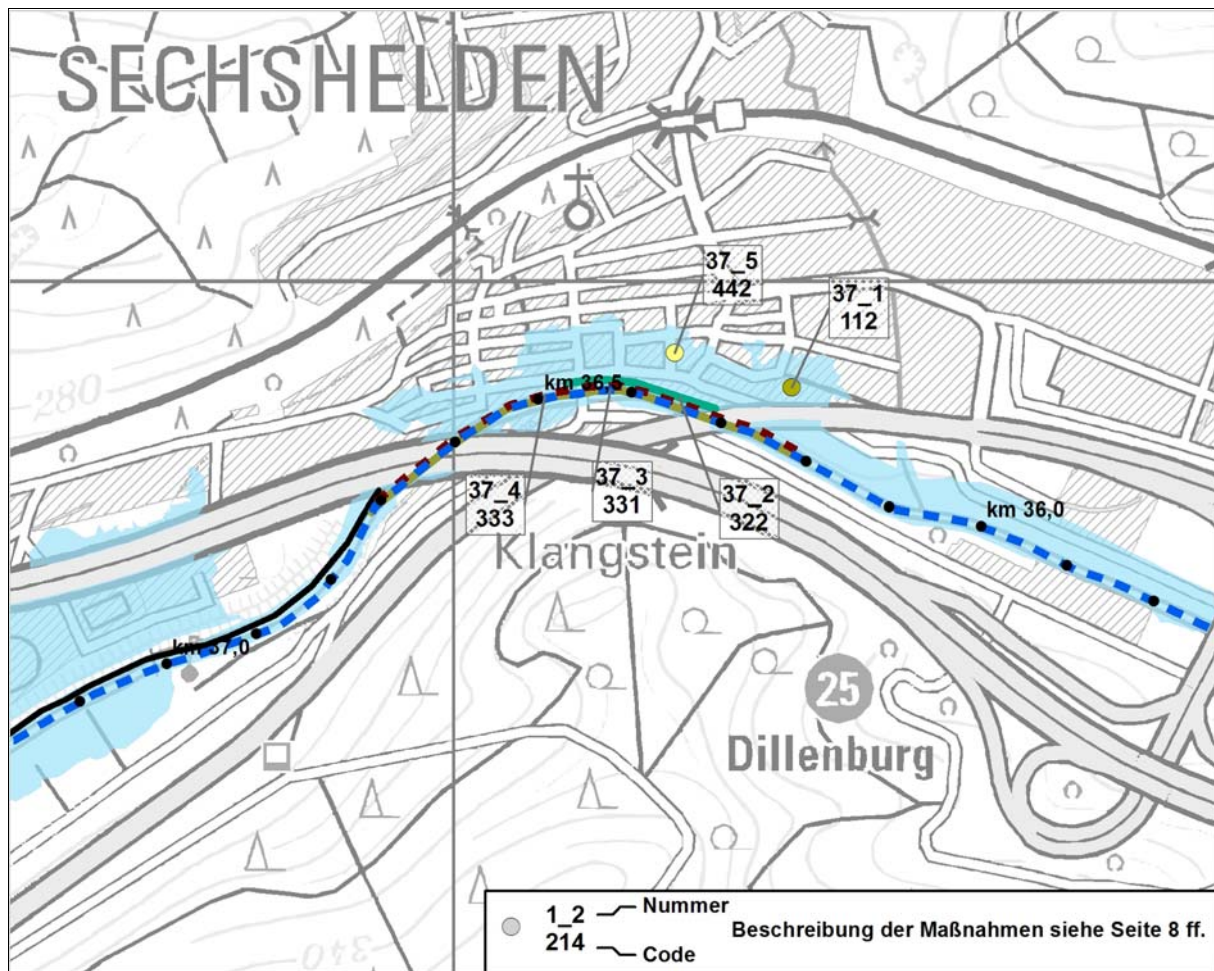 SECHSHELDEN
37_5
442
37_1
112
280
km 36,5
37_4
333
37_3
331
37_2
322
km 36,0
Klangstein
km 37,0
25
Dillenburg
340
1_2
Nummer
214
Code
Beschreibung der Maßnahmen siehe Seite 8 ff.